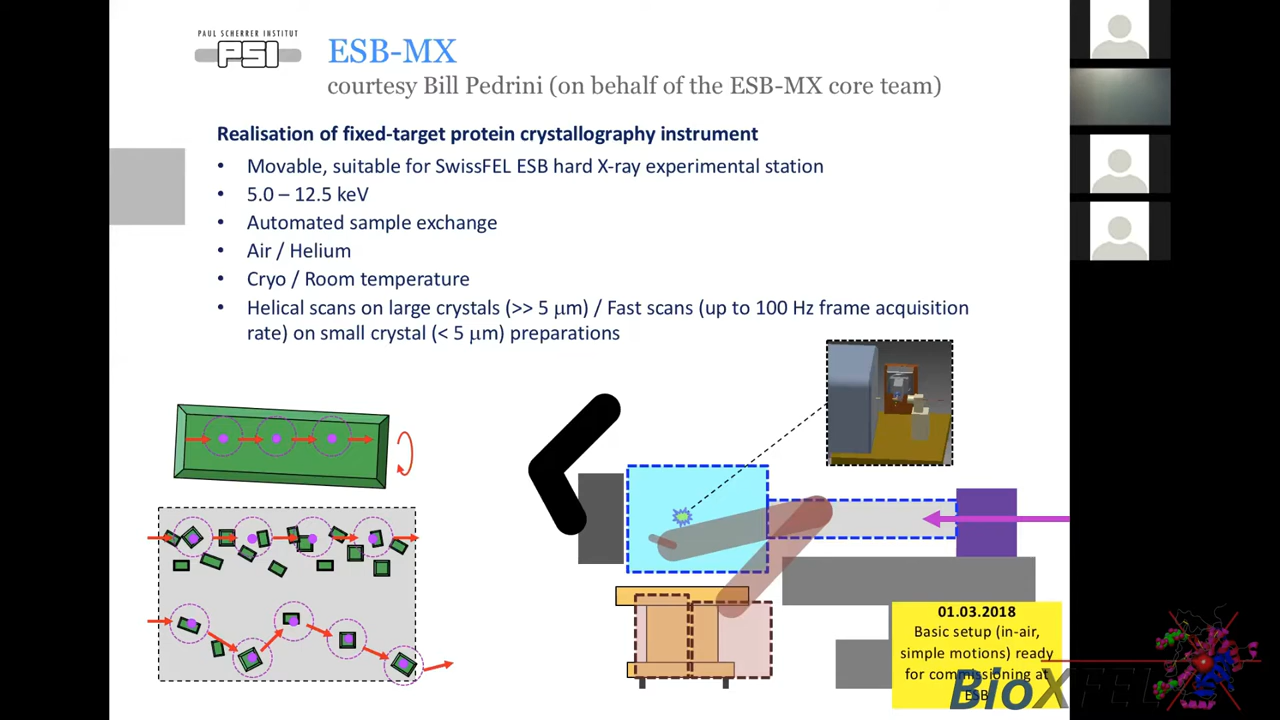 PAUL SCHERRER INSTITUT
PSI
ESB-MX
courtesy Bill Pedrini (on behalf of the ESB-MX core team)
Realisation of fixed-target protein crystallography instrument
• Movable, suitable for SwissFEL ESB hard X-ray experimental station
• 5.0 – 12.5 keV
• Automated sample exchange
• Air / Helium
• Cryo / Room temperature
• Helical scans on large crystals (>> 5 μm) / Fast scans (up to 100 Hz frame acquisition
rate) on small crystal (< 5 μm) preparations
01.03.2018
Basic setup (in-air,
simple motions) ready
for commissioning at
ESB
BioXFEL